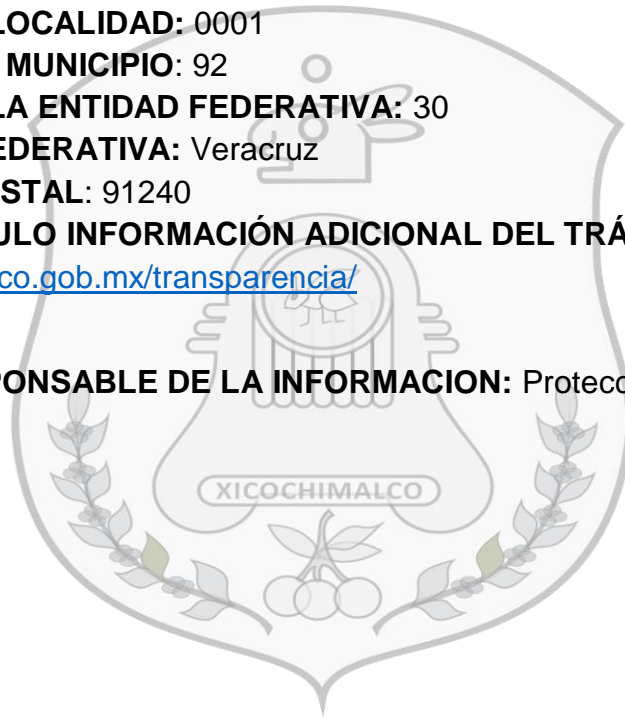 LOCALIDAD: 0001
MUNICIPIO: 92
LA ENTIDAD FEDERATIVA: 30
EDERATIVA: Veracruz
STAL: 91240
ULO INFORMACIÓN ADICIONAL DEL TRÁ
co.gob.mx/transparencia/
PONSABLE DE LA INFORMACION: Protecc
XICOCHIMALCO